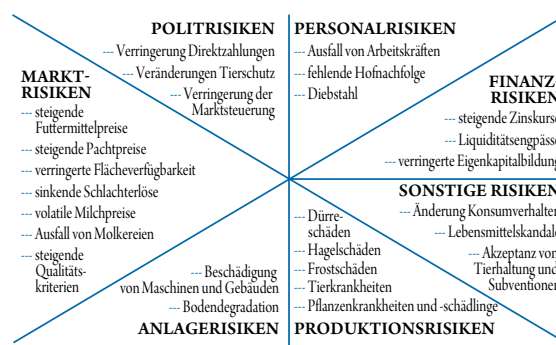 POLITRISIKEN
--- Verringerung Direktzahlungen
--- Veränderungen Tierschutz
--- Verringerung der
Marktsteuerung
PERSONALRISIKEN
--- Ausfall von Arbeitskräften
--- fehlende Hofnachfolge
--- Diebstahl
MARKT-
RISIKEN
--- steigende
Futtermittelpreise
--- steigende Pachtpreise
--- verringerte Flächeverfügbarkeit
--- sinkende Schlachterlöse
--- volatile Milchpreise
--- Ausfall von Molkereien
--- steigende
Qualitäts-
kriterien
FINANZ-
RISIKEN
--- steigende Zinskurse
--- Liquiditätsengpässe
--- verringerte Eigenkapitalbildung
SONSTIGE RISIKEN
--- Änderung Konsumverhalten
--- Lebensmittelskandale
--- Akzeptanz von
Tierhaltung und
Subventionen
--- Beschädigung
von Maschinen und Gebäuden
--- Bodendegradation
ANLAGERISIKEN
--- Dürre-
schäden
--- Hagelschäden
--- Frostschäden
--- Tierkrankheiten
--- Pflanzenkrankheiten und -schädlinge
PRODUKTIONSRISIKEN